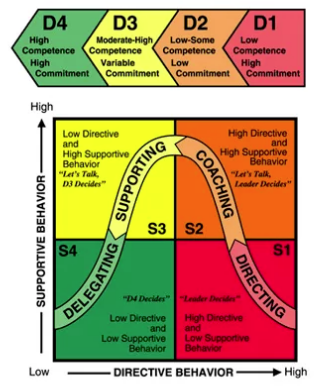 D4
High
Competence
High
Commitment
D3
Moderate-High
Competence
Variable
Commitment
D2
Low-Some
Competence
Low
Commitment
D1
Low
Competence
High
Commitment
High
SUPPORTIVE BEHAVIOR
Low Directive
and
High Supportive
Behavior
“Let’s Talk,
D3 Decides”
S3
SUPPORTING
High Directive
and
High Supportive
Behavior
“Let’s Talk,
Leader Decides”
S2
COACHING
S4
DELEGATING
“D4 Decides”
Low Directive
and
Low Supportive
Behavior
S1
DIRECTING
“Leader Decides”
High Directive
and
Low Supportive
Behavior
Low
DIRECTIVE BEHAVIOR
High